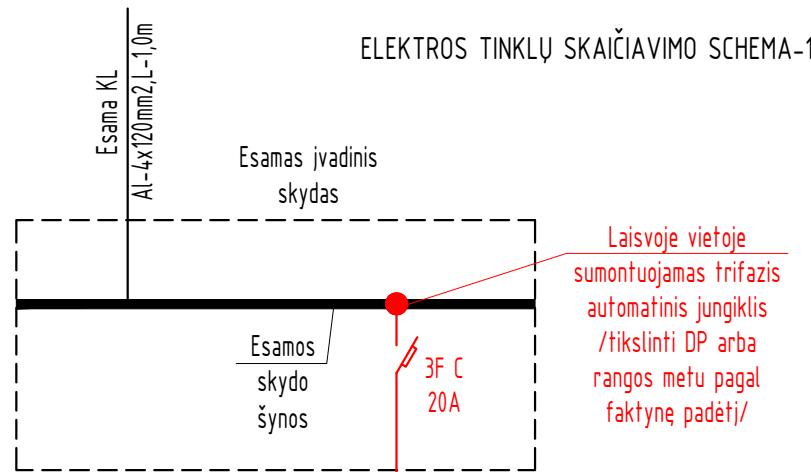 ELEKTROS TINKLŲ SKAIČIAVIMO SCHEMA-1
Esama KL
Al-4x120mm2,L-1,0m
Esamas įvadinis
skydas
Laisvoje vietoje
sumontuojamas trifazis
automatinis jungiklis
/tikslinti DP arba
rangos metu pagal
faktynę padėtį/
Esamos
skydo
šynos
3F C
20A